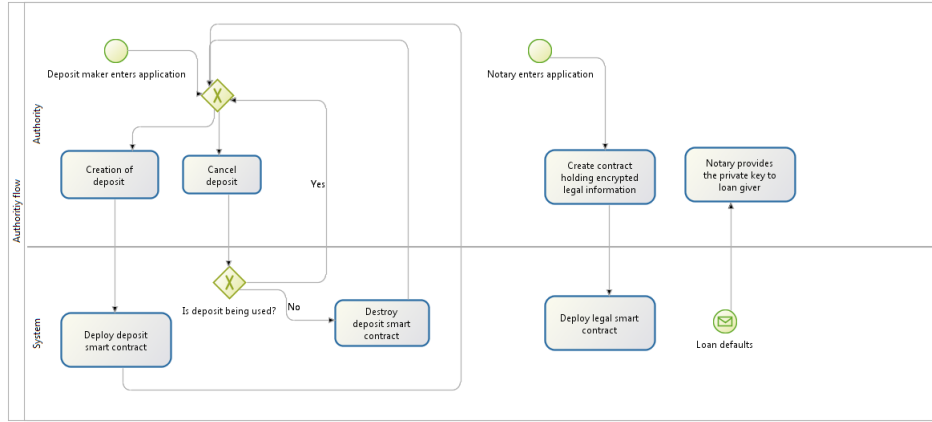 Authoritiy flow
Authority
Deposit maker enters application
Creation of
deposit
Cancel
deposit
Yes
Notary enters application
Create contract
holding encrypted
legal information
Notary provides
the private key to
loan giver
System
Is deposit being used?
No
Deploy deposit
smart contract
Destroy
deposit smart
contract
Deploy legal smart
contract
Loan defaults